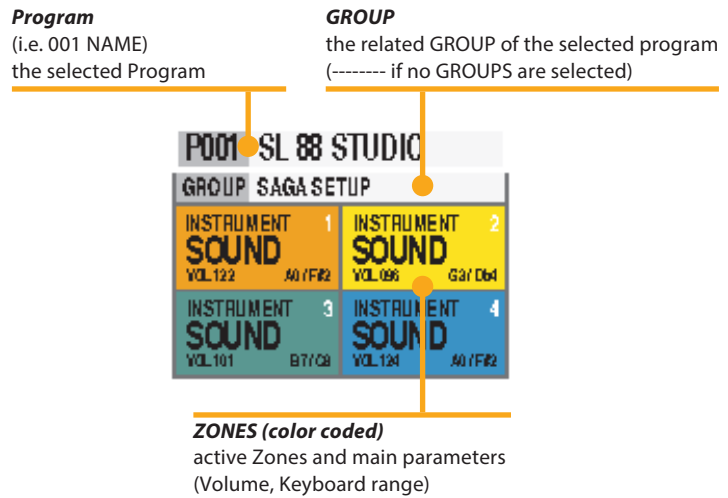 Program
(i.e. 001 NAME)
the selected Program
GROUP
the related GROUP of the selected program
(-------- if no GROUPS are selected)
P001 SL 88 STUDIO
GROUP SAGA SETUP
INSTRUMENT 1
SOUND
VOL.122 A0/F#2
INSTRUMENT 2
SOUND
VOL.096 G3/Db4
INSTRUMENT 3
SOUND
VOL.101 B7/C8
INSTRUMENT 4
SOUND
VOL.124 A0/F#2
ZONES (color coded)
active Zones and main parameters
(Volume, Keyboard range)